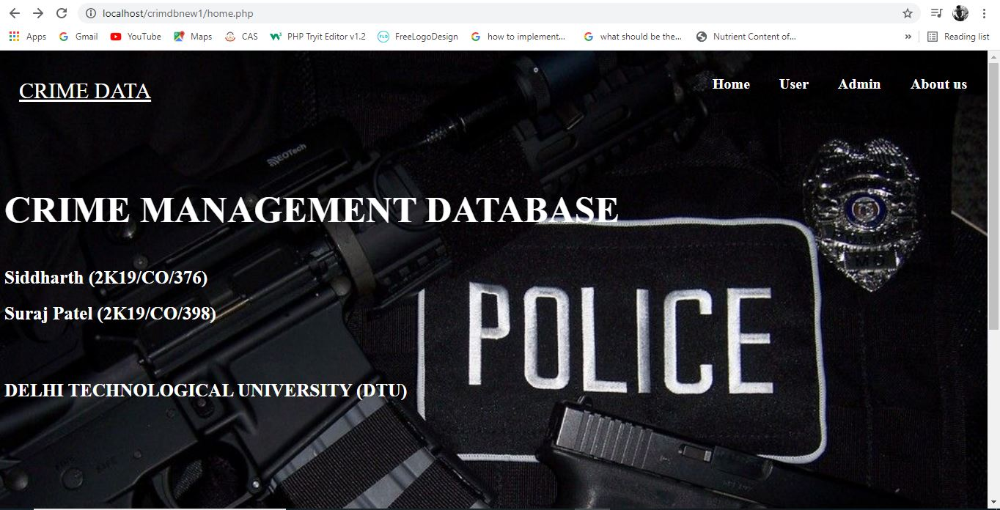 localhost/crimdbnew1/home.php
Apps Gmail YouTube Maps CAS PHP Tryit Editor v1.2 FreeLogoDesign how to implement... what should be the... Nutrient Content of... » Reading list
CRIME DATA
Home User Admin About us
EOTech
CRIME MANAGEMENT DATABASE
Siddharth (2K19/CO/376)
Suraj Patel (2K19/CO/398)
POLICE
DELHI TECHNOLOGICAL UNIVERSITY (DTU)